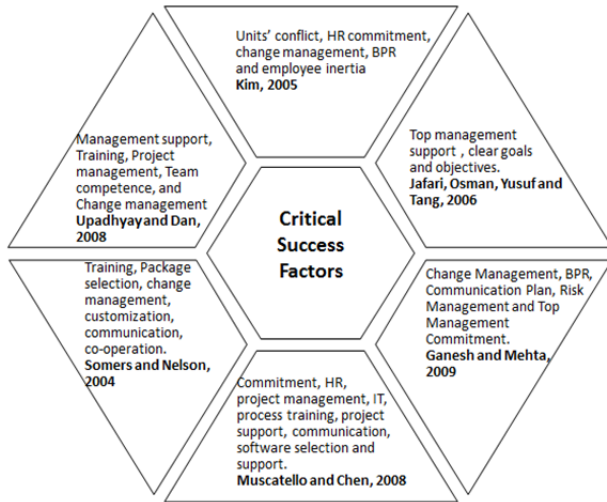 Units' conflict, HR commitment,
change management, BPR
and employee inertia
Kim, 2005
Management support,
Training, Project
management, Team
competence, and
Change management
Upadhyay and Dan,
2008
Top management
support , clear goals
and objectives.
Jafari, Osman, Yusuf and
Tang, 2006
Critical
Success
Factors
Training, Package
selection, change
management,
customization,
communication,
co-operation.
Somers and Nelson,
2004
Change Management, BPR,
Communication Plan, Risk
Management and Top
Management
Commitment.
Ganesh and Mehta,
2009
Commitment, HR,
project management, IT,
process training, project
support, communication,
software selection and
support.
Muscatello and Chen, 2008